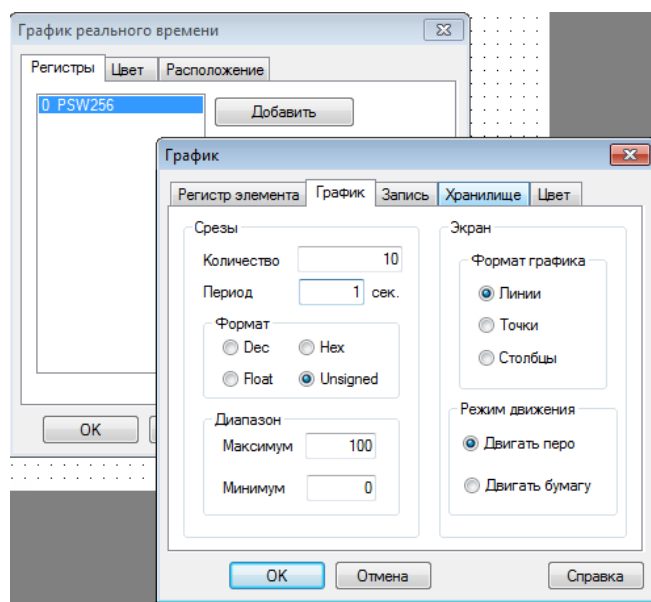 График реального времени
Регистры Цвет Расположение
0 PSW256
Добавить
OK
График
Регистр элемента График Запись Хранилище Цвет
Срезы
Количество 10
Период 1 сек.
Формат
Dec Hex
Float Unsigned
Диапазон
Максимум 100
Минимум 0
Экран
Формат графика
Линии
Точки
Столбцы
Режим движения
Двигать перо
Двигать бумагу
OK Отмена Справка